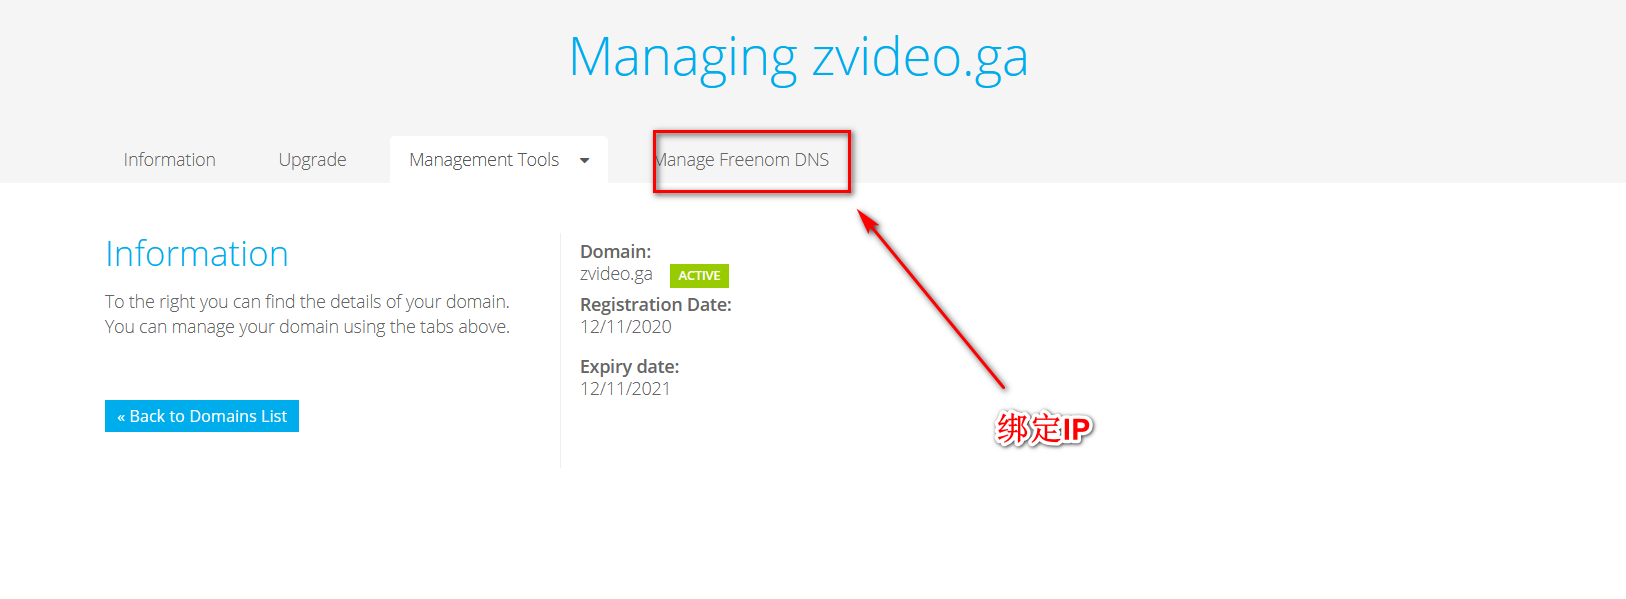 Managing zvideo.ga
Information
Upgrade
Management Tools
Manage Freenom DNS
Information
To the right you can find the details of your domain.
You can manage your domain using the tabs above.
« Back to Domains List
Domain:
zvideo.ga ACTIVE
Registration Date:
12/11/2020
Expiry date:
12/11/2021
绑定IP